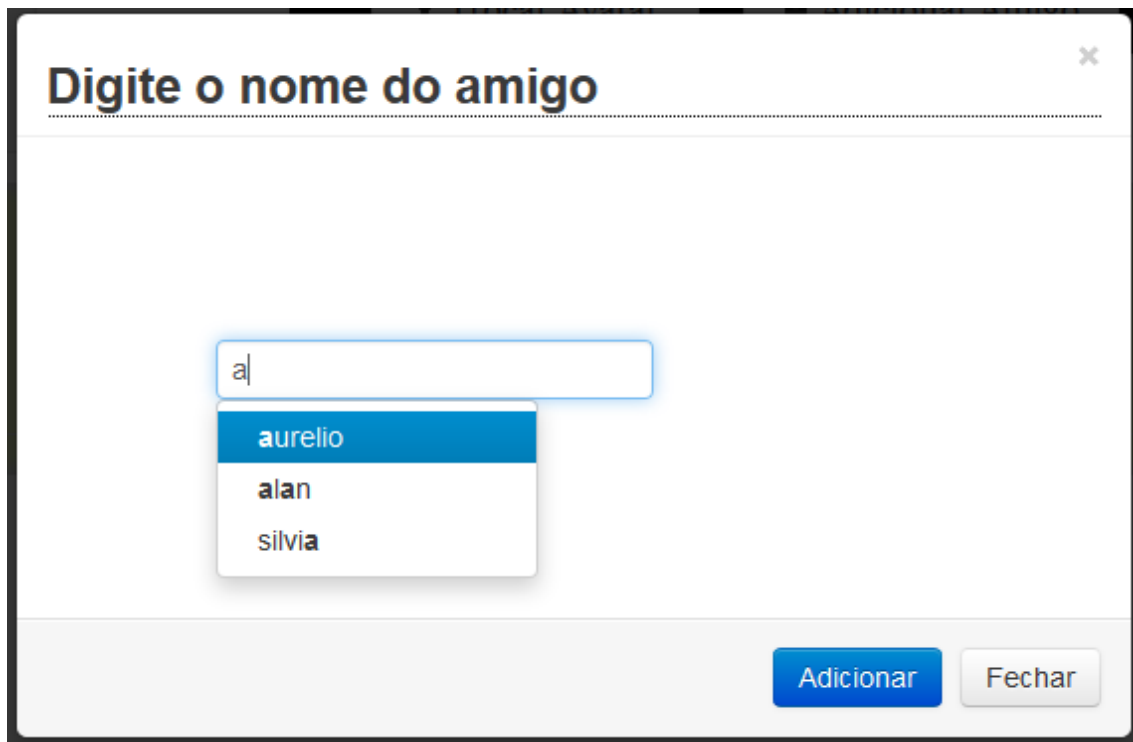 Digite o nome do amigo
×
a
aurelio
alan
silvia
Adicionar
Fechar